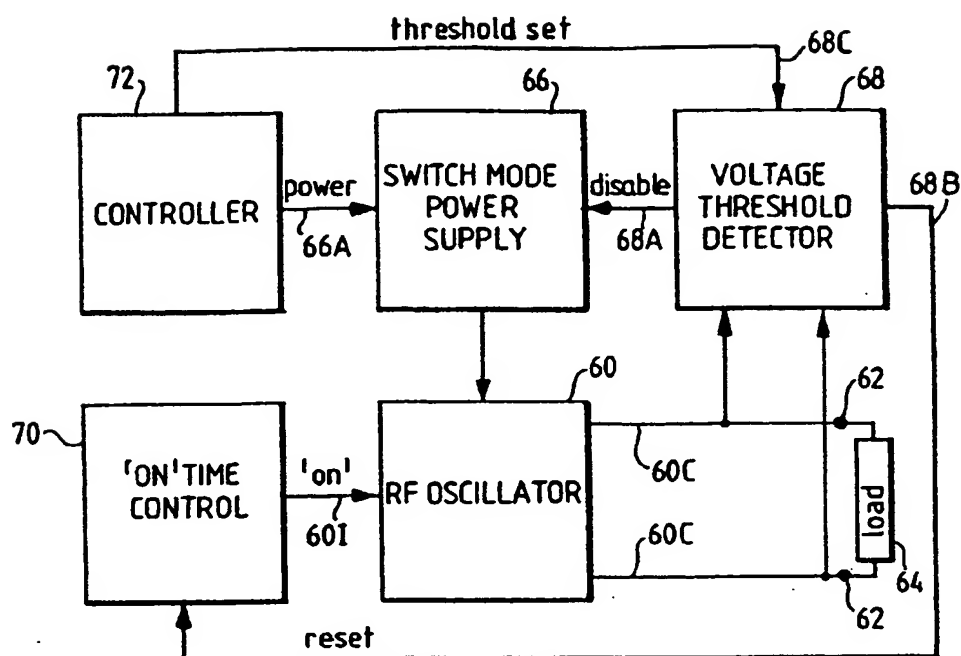 threshold set
68C
72
66
68
CONTROLLER
power
66A
SWITCH MODE
POWER
SUPPLY
disable
68A
VOLTAGE
THRESHOLD
DETECTOR
68B
60
62
70
'ON' TIME
CONTROL
'on'
60I
RF OSCILLATOR
60C
60C
load
64
62
reset